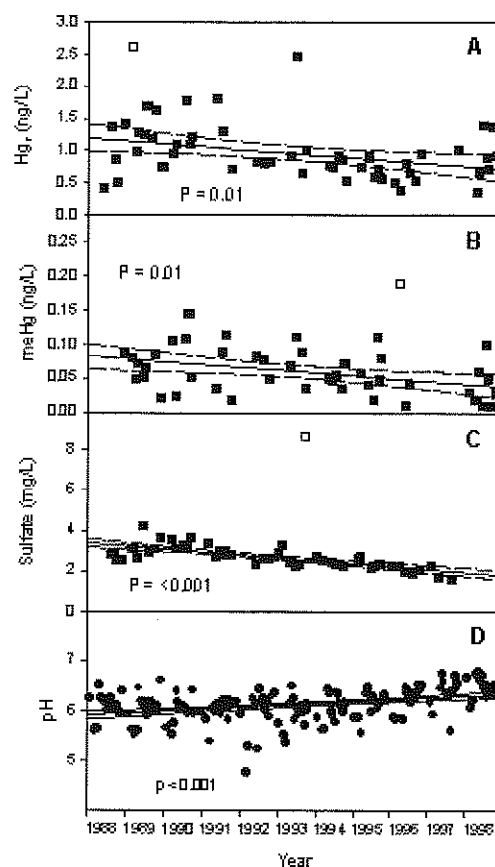 3.0
A
2.5
2.0
Hg, (ng/L)
1.5
1.0
0.5
P = 0.01
0.0
0.25
B
0.20
P = 0.01
meHg (ng/L)
0.15
0.10
0.05
0.00
C
8
6
Sulfate (mg/L)
4
2
P = <0.001
0
D
7
pH
6
5
p<0.001
1988 1989 1990 1991 1992 1993 1994 1995 1996 1997 1998
Year